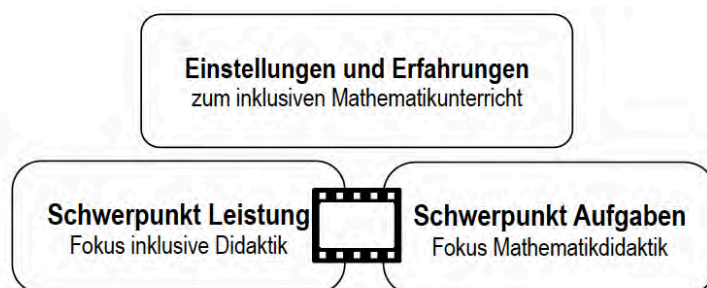 Einstellungen und Erfahrungen
zum inklusiven Mathematikunterricht
Schwerpunkt Leistung
Fokus inklusive Didaktik
Schwerpunkt Aufgaben
Fokus Mathematikdidaktik